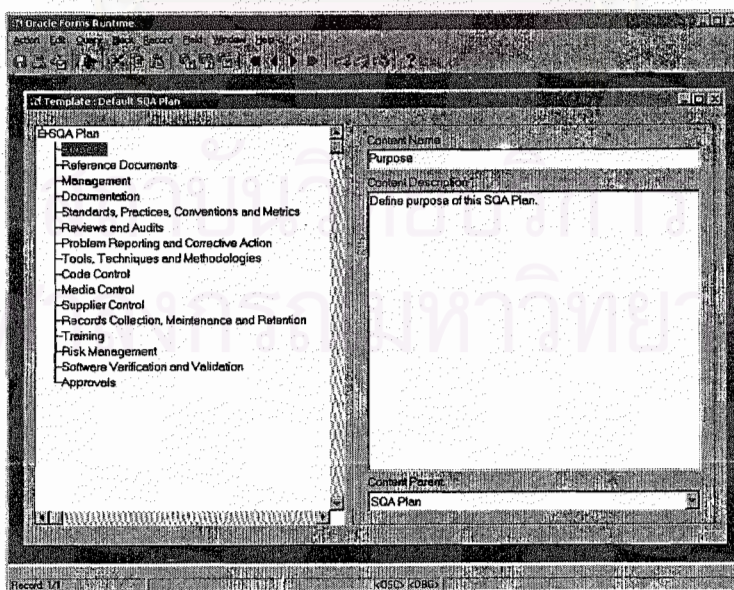 Oracle Forms Runtime
Action Edit Query Block Record Field Window Help
Template : Default SQA Plan
SQA Plan
Purpose
Reference Documents
Management
Documentation
Standards, Practices, Conventions and Metrics
Reviews and Audits
Problem Reporting and Corrective Action
Tools, Techniques and Methodologies
Code Control
Media Control
Supplier Control
Records Collection, Maintenance and Retention
Training
Risk Management
Software Verification and Validation
Approvals
Content Name
Purpose
Content Description
Define purpose of this SQA Plan.
Content Parent
SQA Plan
Record: 1/1
<OSC> <DBG>